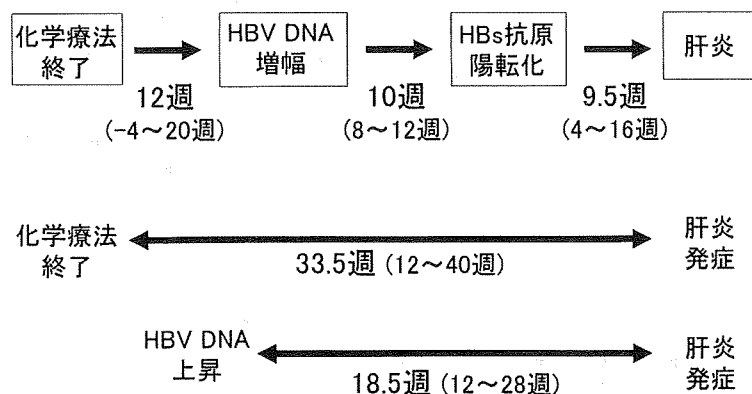 化学療法
終了
HBV DNA
増幅
HBs抗原
陽転化
肝炎
12週
(-4~20週)
10週
(8~12週)
9.5週
(4~16週)
化学療法
終了
肝炎
発症
33.5週 (12~40週)
HBV DNA
上昇
肝炎
発症
18.5週 (12~28週)